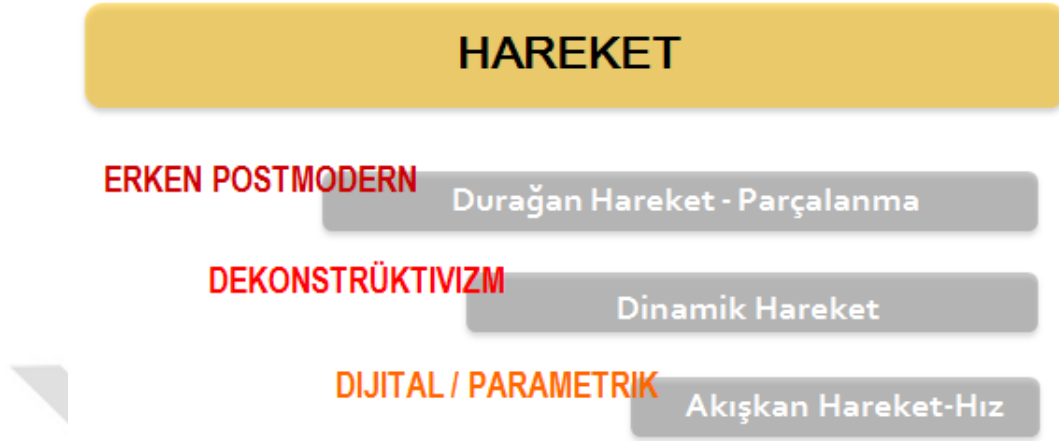 HAREKET
ERKEN POSTMODERN
Durağan Hareket - Parçalanma
DEKONSTRÜKTIVIZM
Dinamik Hareket
DIJITAL / PARAMETRIK
Akışkan Hareket-Hız